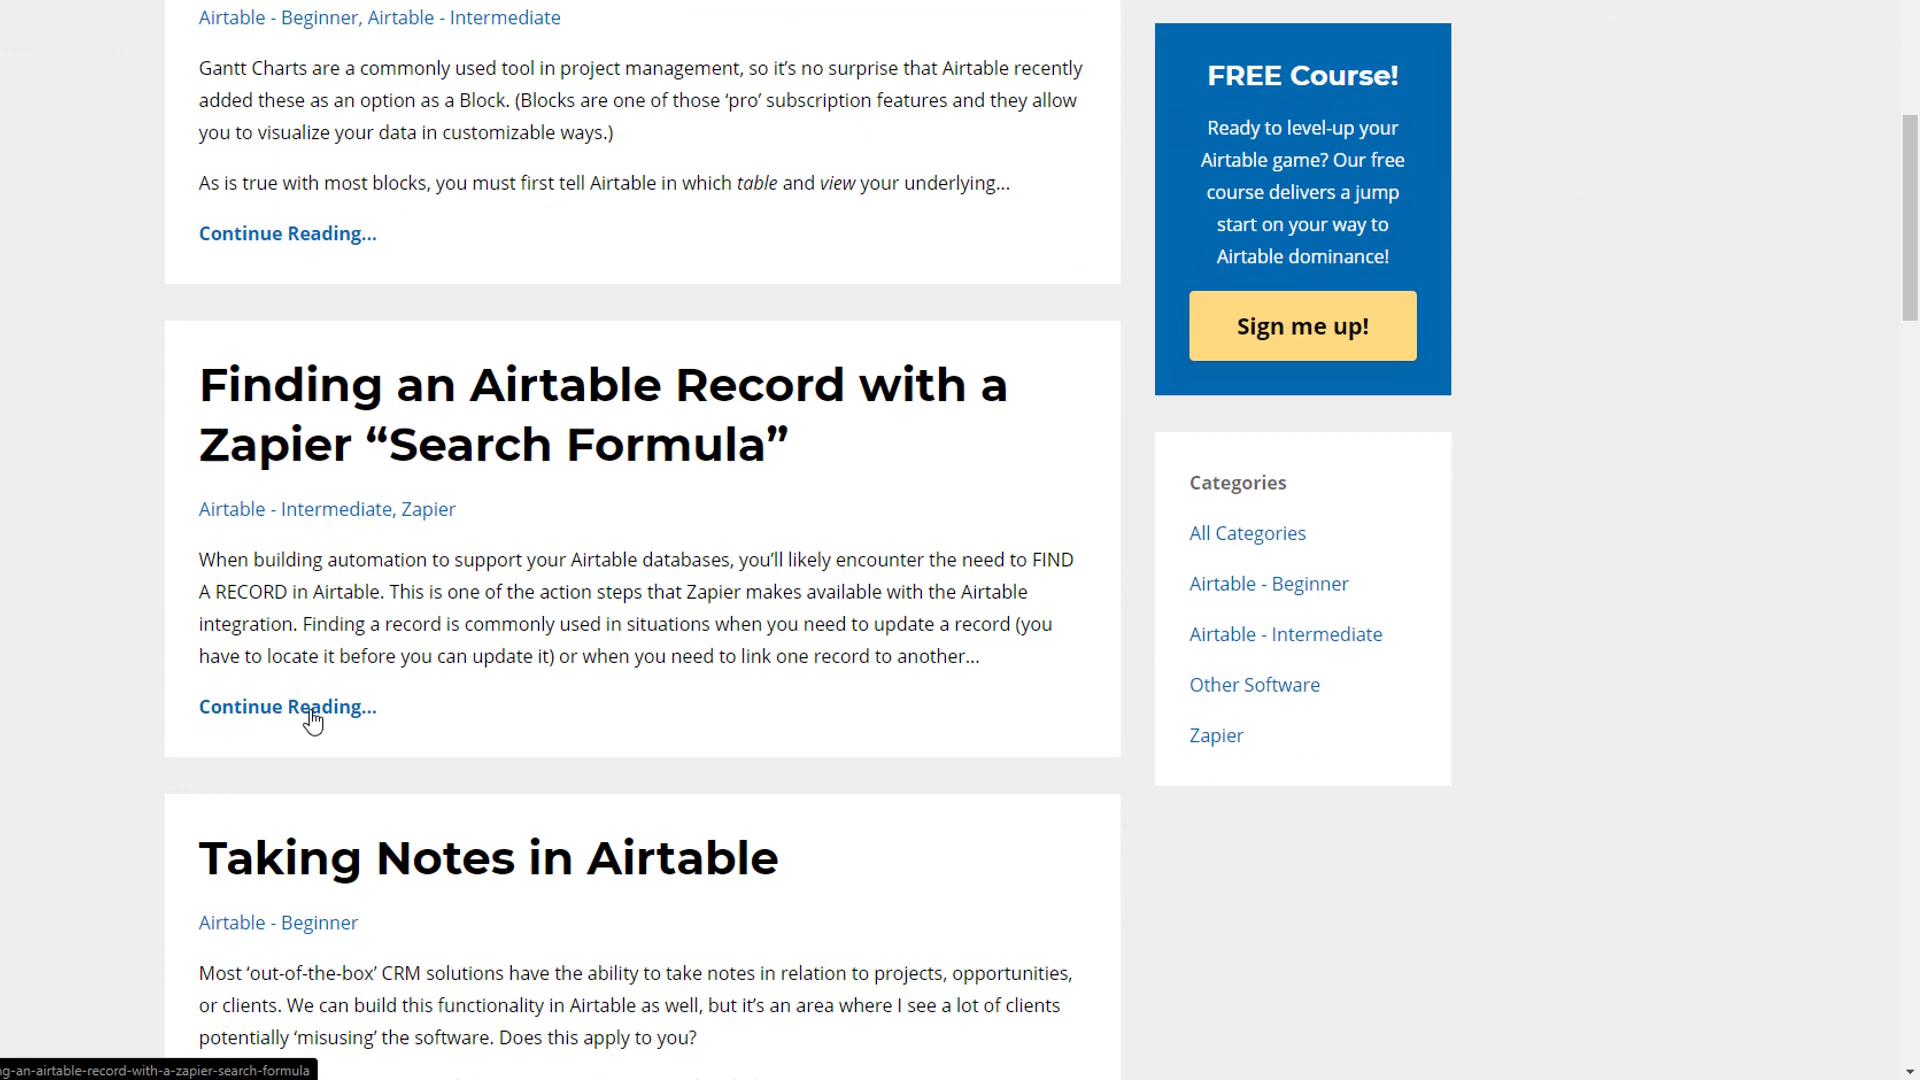 Airtable - Beginner, Airtable - Intermediate
Gantt Charts are a commonly used tool in project management, so it’s no surprise that Airtable recently
added these as an option as a Block. (Blocks are one of those ‘pro’ subscription features and they allow
you to visualize your data in customizable ways.)
As is true with most blocks, you must first tell Airtable in which table and view your underlying...
Continue Reading...
Finding an Airtable Record with a
Zapier “Search Formula”
Airtable - Intermediate, Zapier
When building automation to support your Airtable databases, you’ll likely encounter the need to FIND
A RECORD in Airtable. This is one of the action steps that Zapier makes available with the Airtable
integration. Finding a record is commonly used in situations when you need to update a record (you
have to locate it before you can update it) or when you need to link one record to another...
Continue Reading...
Taking Notes in Airtable
Airtable - Beginner
Most ‘out-of-the-box’ CRM solutions have the ability to take notes in relation to projects, opportunities,
or clients. We can build this functionality in Airtable as well, but it’s an area where I see a lot of clients
potentially ‘misusing’ the software. Does this apply to you?
FREE Course!
Ready to level-up your
Airtable game? Our free
course delivers a jump
start on your way to
Airtable dominance!
Sign me up!
Categories
All Categories
Airtable - Beginner
Airtable - Intermediate
Other Software
Zapier
ng-an-airtable-record-with-a-zapier-search-formula